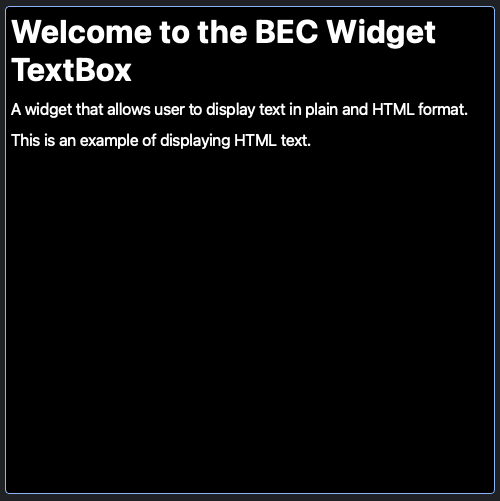 Welcome to the BEC Widget
TextBox
A widget that allows user to display text in plain and HTML format.
This is an example of displaying HTML text.